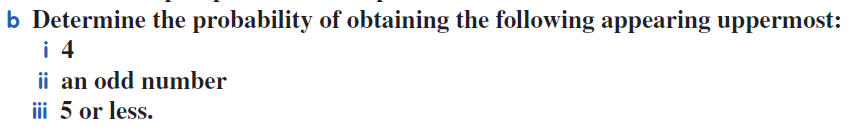 b Determine the probability of obtaining the following appearing uppermost:
i 4
ii an odd number
iii 5 or less.